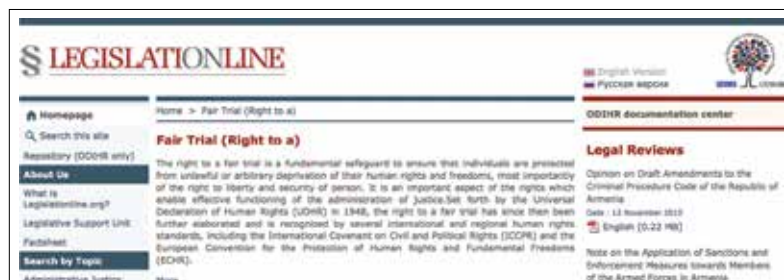 § LEGISLATIONLINE
English Version
Русская версия
Homepage
Search this site
Repository (ODIHR only)
About Us
What is
Legislationline.org?
Legislative Support Unit
Factsheet
Search by Topic
Administrative Justice
Home > Fair Trial (Right to a)
Fair Trial (Right to a)
The right to a fair trial is a fundamental safeguard to ensure that individuals are protected
from unlawful or arbitrary deprivation of their human rights and freedoms, most importantly
of the right to liberty and security of person. It is an important aspect of the rights which
enable effective functioning of the administration of justice.Set forth by the Universal
Declaration of Human Rights (UDHR) in 1948, the right to a fair trial has since then been
further elaborated and is recognised by several international and regional human rights
standards, including the International Covenant on Civil and Political Rights (ICCPR) and the
European Convention for the Protection of Human Rights and Fundamental Freedoms
(ECHR).
More
ODIHR documentation center
Legal Reviews
Opinion on Draft Amendments to the
Criminal Procedure Code of the Republic of
Armenia
Date : 13 November 2013
English [0.22 MB]
Note on the Application of Sanctions and
Enforcement Measures towards Members
of the Armed Forces in Armenia